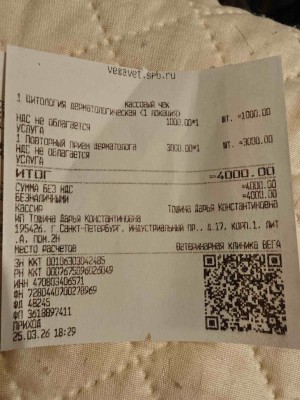 vegavet.spb.ru
КАССОВЫЙ ЧЕК
1 Цитология дерматологическая (1 локация)
1000.00*1 шт. =1000.00
НДС не облагается
УСЛУГА
1 Повторный прием дерматолога
3000.00*1 шт. =3000.00
НДС не облагается
УСЛУГА
ИТОГ =4000.00
СУММА БЕЗ НДС =4000.00
БЕЗНАЛИЧНЫМИ =4000.00
КАССИР Тошина Дарья Константиновна
ИП Тошина Дарья Константиновна
195426, г.Санкт-Петербург, Индустриальный пр., д.17, корп.1, лит
А, пом.2Н
МЕСТО РАСЧЕТОВ Ветеринарная клиника ВЕГА
ЗН ККТ 00106303042485
РН ККТ 0007675096026049
ИНН 470803406571
ФН 7280440700278969
ФД 48245
ФП 3618897411
ПРИХОД
25.03.26 18:29